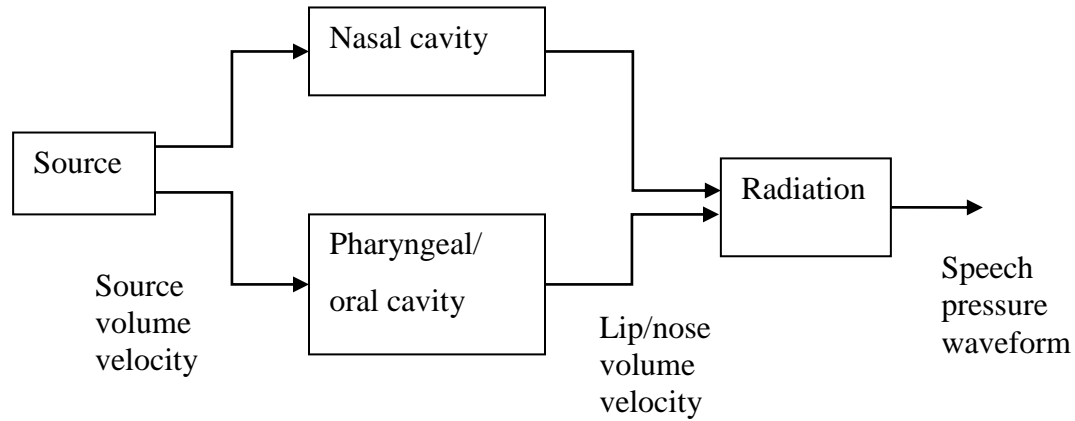 Nasal cavity
Source
Radiation
Pharyngeal/
oral cavity
Source
volume
velocity
Lip/nose
volume
velocity
Speech
pressure
waveform